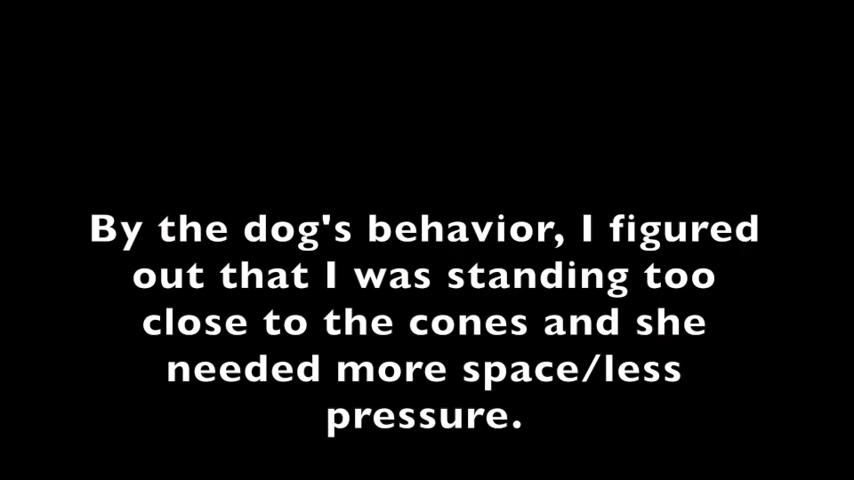 By the dog's behavior, I figured
out that I was standing too
close to the cones and she
needed more space/less
pressure.